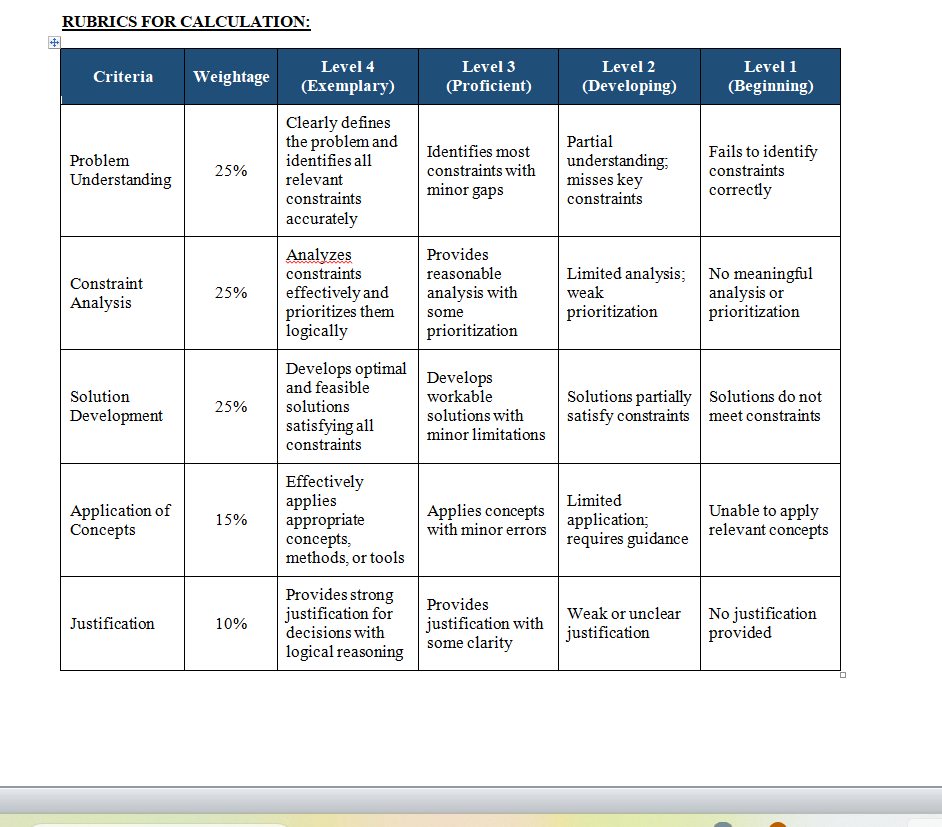 RUBRICS FOR CALCULATION:
Criteria
Weightage
Level 4
(Exemplary)
Level 3
(Proficient)
Level 2
(Developing)
Level 1
(Beginning)
Problem
Understanding
25%
Clearly defines
the problem and
identifies all
relevant
constraints
accurately
Identifies most
constraints with
minor gaps
Partial
understanding;
misses key
constraints
Fails to identify
constraints
correctly
Constraint
Analysis
25%
Analyzes
constraints
effectively and
prioritizes them
logically
Provides
reasonable
analysis with
some
prioritization
Limited analysis;
weak
prioritization
No meaningful
analysis or
prioritization
Solution
Development
25%
Develops optimal
and feasible
solutions
satisfying all
constraints
Develops
workable
solutions with
minor limitations
Solutions partially
satisfy constraints
Solutions do not
meet constraints
Application of
Concepts
15%
Effectively
applies
appropriate
concepts,
methods, or tools
Applies concepts
with minor errors
Limited
application;
requires guidance
Unable to apply
relevant concepts
Justification
10%
Provides strong
justification for
decisions with
logical reasoning
Provides
justification with
some clarity
Weak or unclear
justification
No justification
provided